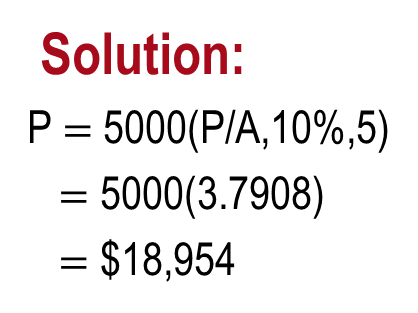 Solution:
P = 5000(P/A,10%,5)
= 5000(3.7908)
= $18,954